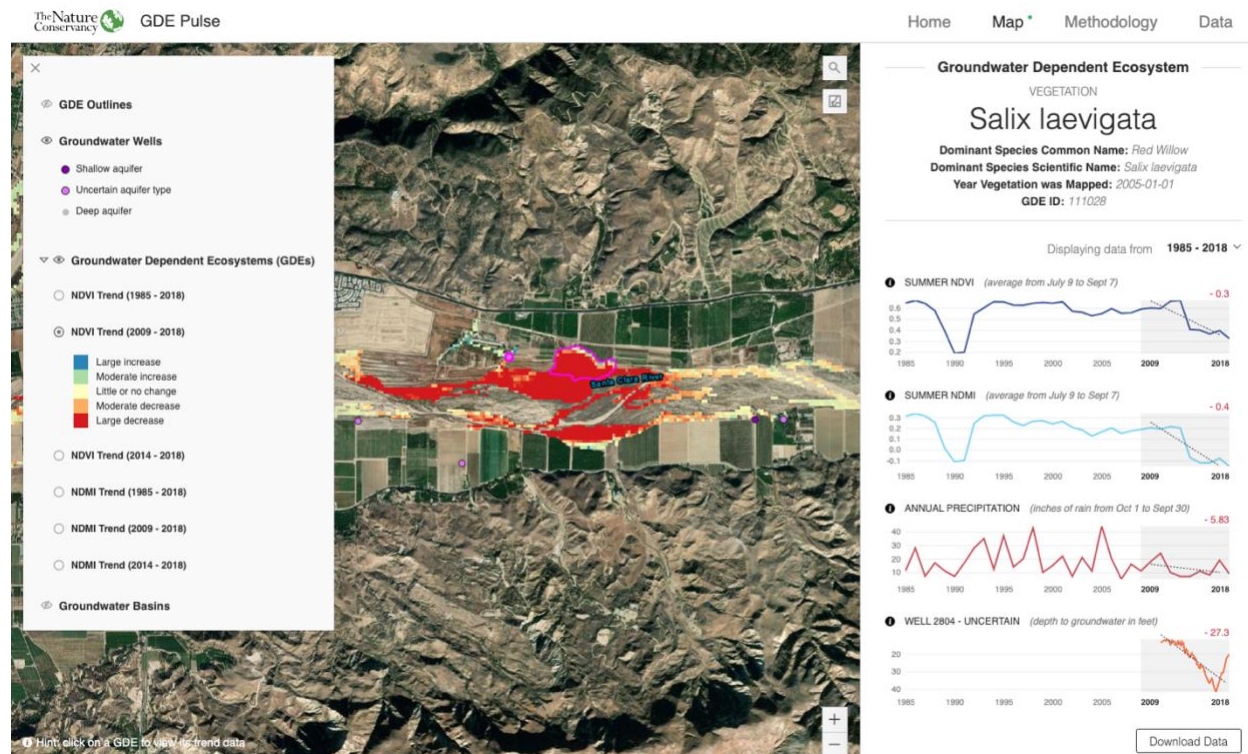 The Nature Conservancy
GDE Pulse
Home Map Methodology Data
GDE Outlines
Groundwater Wells
Shallow aquifer
Uncertain aquifer type
Deep aquifer
Groundwater Dependent Ecosystems (GDEs)
NDVI Trend (1985 - 2018)
NDVI Trend (2009 - 2018)
Large increase
Moderate increase
Little or no change
Moderate decrease
Large decrease
NDVI Trend (2014 - 2018)
NDMI Trend (1985 - 2018)
NDMI Trend (2009 - 2018)
NDMI Trend (2014 - 2018)
Groundwater Basins
Hint: click on a GDE to view its trend data
Santa Clara River
Groundwater Dependent Ecosystem
VEGETATION
Salix laevigata
Dominant Species Common Name: Red Willow
Dominant Species Scientific Name: Salix laevigata
Year Vegetation was Mapped: 2005-01-01
GDE ID: 111028
Displaying data from 1985 - 2018
SUMMER NDVI (average from July 9 to Sept 7)
- 0.3
0.6
0.5
0.4
0.3
0.2
1985 1990 1995 2000 2005 2009 2018
SUMMER NDMI (average from July 9 to Sept 7)
- 0.4
0.3
0.2
0.1
0.0
-0.1
1985 1990 1995 2000 2005 2009 2018
ANNUAL PRECIPITATION (inches of rain from Oct 1 to Sept 30)
- 5.83
40
30
20
10
1985 1990 1995 2000 2005 2009 2018
WELL 2804 - UNCERTAIN (depth to groundwater in feet)
- 27.3
20
30
40
1985 1990 1995 2000 2005 2009 2018
Download Data